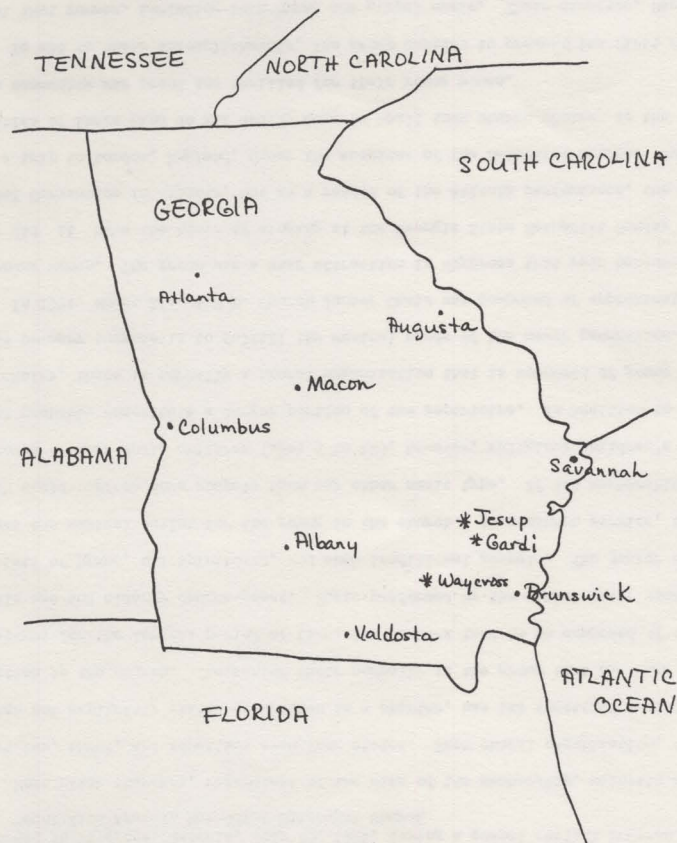 TENNESSEE
NORTH CAROLINA
SOUTH CAROLINA
GEORGIA
Atlanta
Augusta
Macon
Columbus
ALABAMA
Savannah
* Jesup
* Gardi
Albany
* Waycross
Brunswick
Valdosta
ATLANTIC
OCEAN
FLORIDA